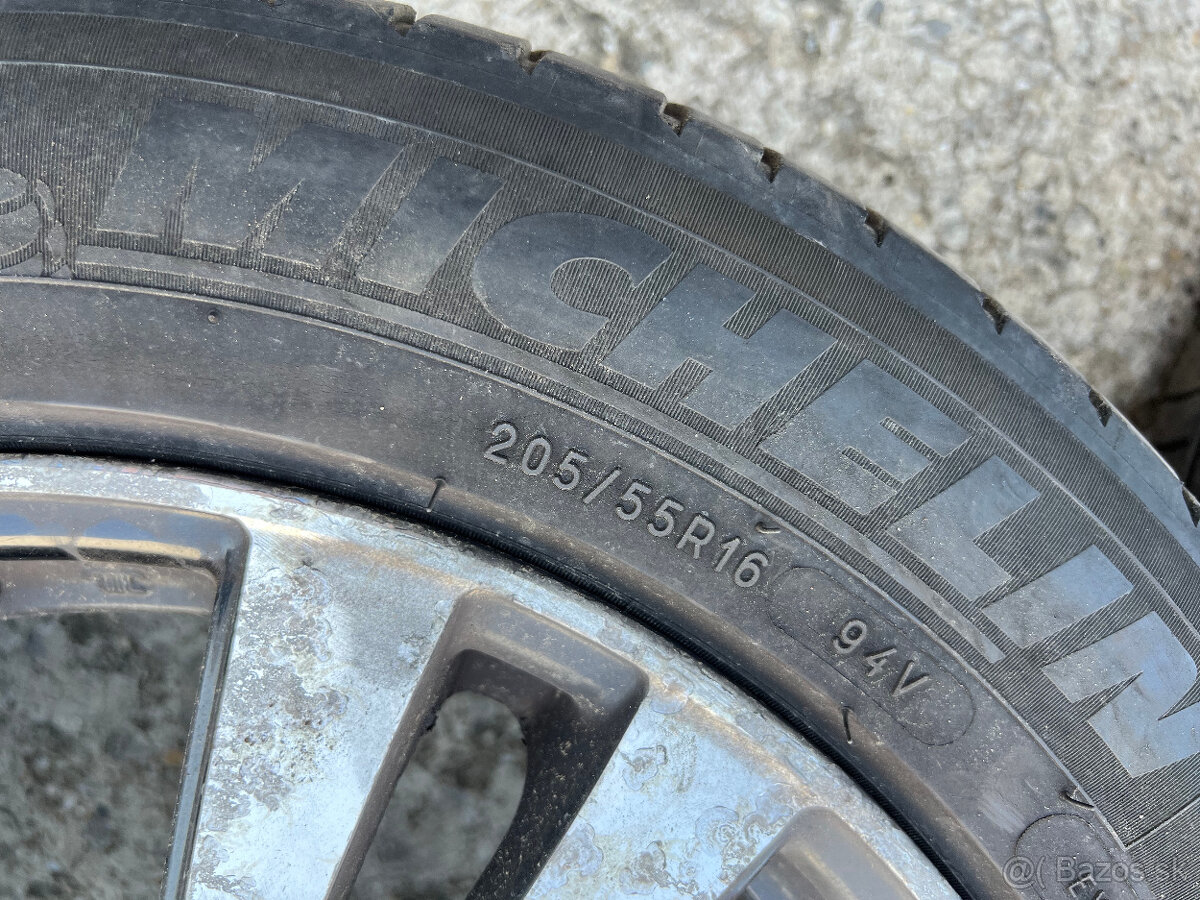 MICHELIN
205/55R16
94V
@( Bazos.sk